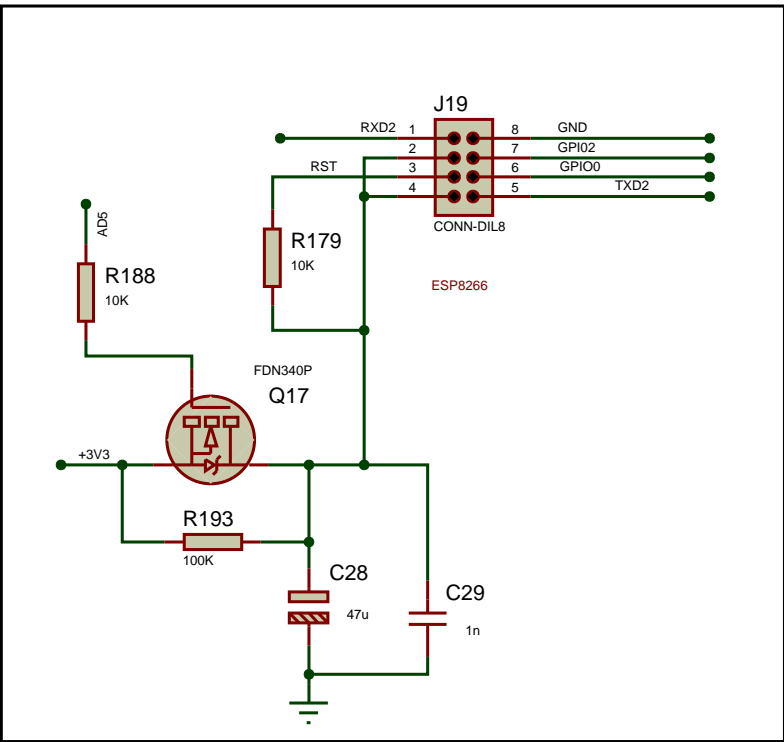 J19
RXD2 1 8 GND
2 7 GPI02
RST 3 6 GPIO0
4 5 TXD2
CONN-DIL8
AD5
R179
10K
R188
10K
ESP8266
FDN340P
Q17
+3V3
R193
100K
C28
47u
C29
1n